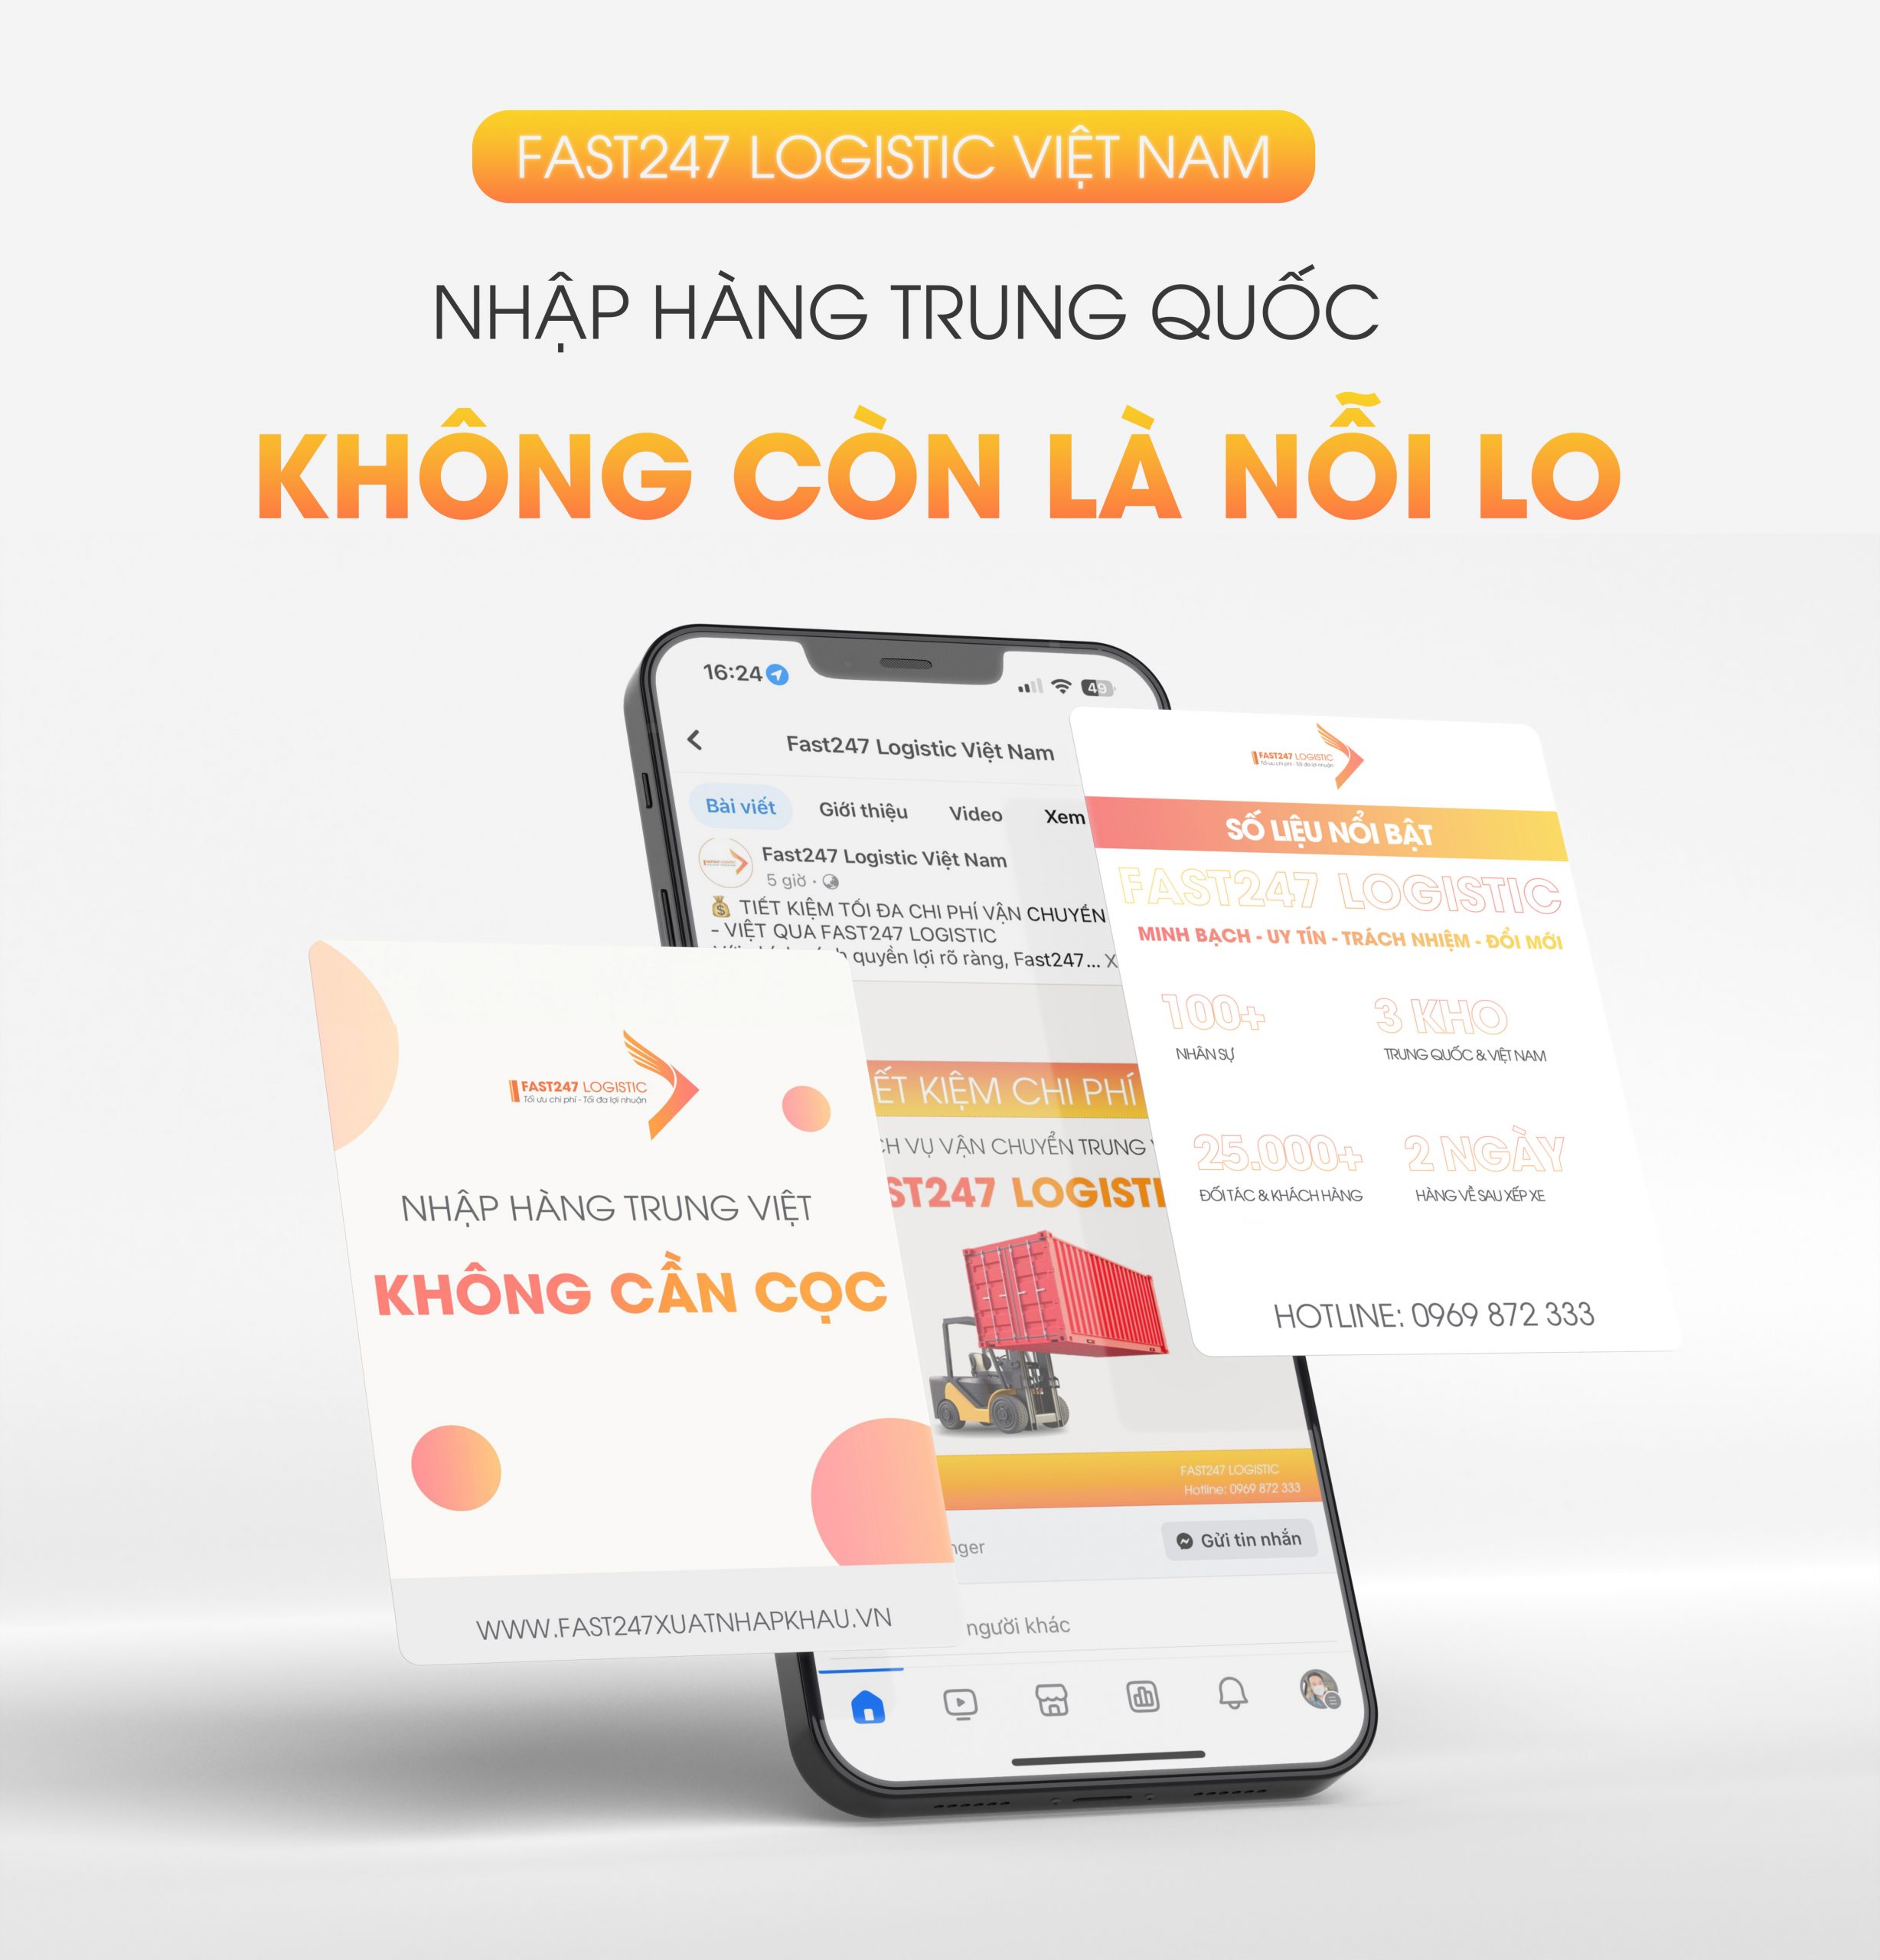 FAST247 LOGISTIC VIỆT NAM
NHẬP HÀNG TRUNG QUỐC
KHÔNG CÒN LÀ NỖI LO
16:24
49
Fast247 Logistic Việt Nam
Bài viết Giới thiệu Video Xem
Fast247 Logistic Việt Nam
5 giờ ·
TIẾT KIỆM TỐI ĐA CHI PHÍ VẬN CHUYỂN
- VIỆT QUA FAST247 LOGISTIC
quyền lợi rõ ràng, Fast247... X
ẾT KIỆM CHI PHÍ
CH VỤ VẬN CHUYỂN TRUNG
ST247 LOGISTI
FAST247 LOGISTIC
Hotline: 0969 872 333
nger
Gửi tin nhắn
người khác
FAST247 LOGISTIC
Tối ưu chi phí - Tối đa lợi nhuận
NHẬP HÀNG TRUNG VIỆT
KHÔNG CẦN CỌC
WWW.FAST247XUATNHAPKHAU.VN
FAST247 LOGISTIC
Tối ưu chi phí - Tối đa lợi nhuận
SỐ LIỆU NỔI BẬT
FAST247 LOGISTIC
MINH BẠCH - UY TÍN - TRÁCH NHIỆM - ĐỔI MỚI
100+
NHÂN SỰ
3 KHO
TRUNG QUỐC & VIỆT NAM
25.000+
ĐỐI TÁC & KHÁCH HÀNG
2 NGÀY
HÀNG VỀ SAU XẾP XE
HOTLINE: 0969 872 333